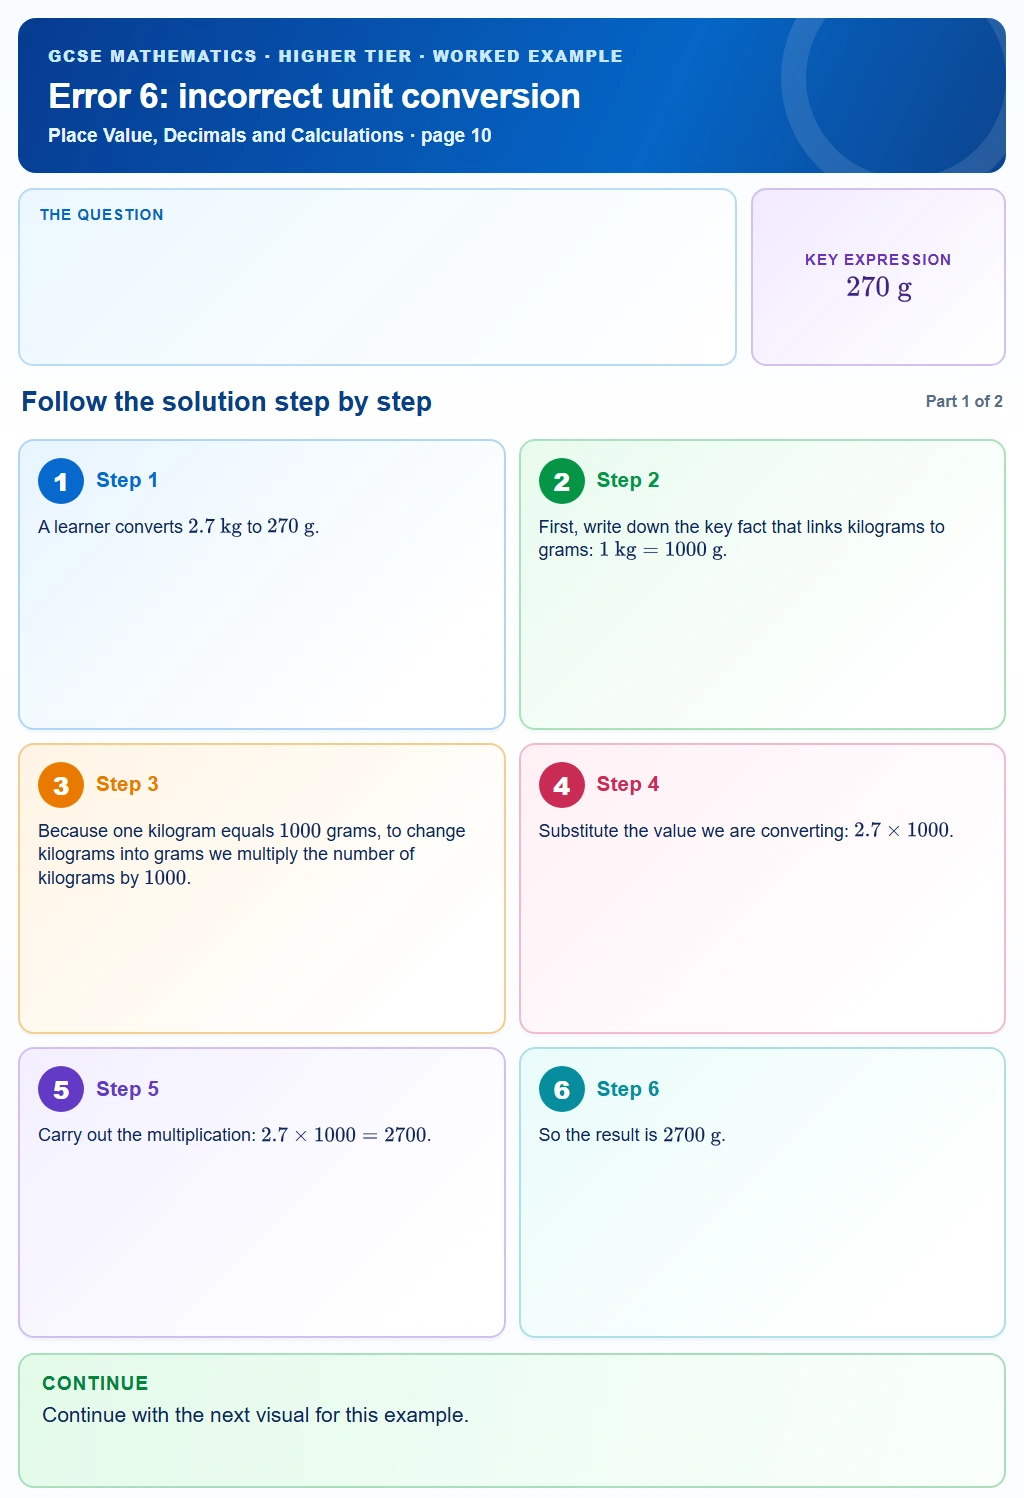 GCSE MATHEMATICS · HIGHER TIER · WORKED EXAMPLE
Error 6: incorrect unit conversion
Place Value, Decimals and Calculations · page 10
THE QUESTION
KEY EXPRESSION
270 g
Follow the solution step by step
Part 1 of 2
1 Step 1
A learner converts 2.7 kg to 270 g.
2 Step 2
First, write down the key fact that links kilograms to
grams: 1 kg = 1000 g.
3 Step 3
Because one kilogram equals 1000 grams, to change
kilograms into grams we multiply the number of
kilograms by 1000.
4 Step 4
Substitute the value we are converting: 2.7 × 1000.
5 Step 5
Carry out the multiplication: 2.7 × 1000 = 2700.
6 Step 6
So the result is 2700 g.
CONTINUE
Continue with the next visual for this example.